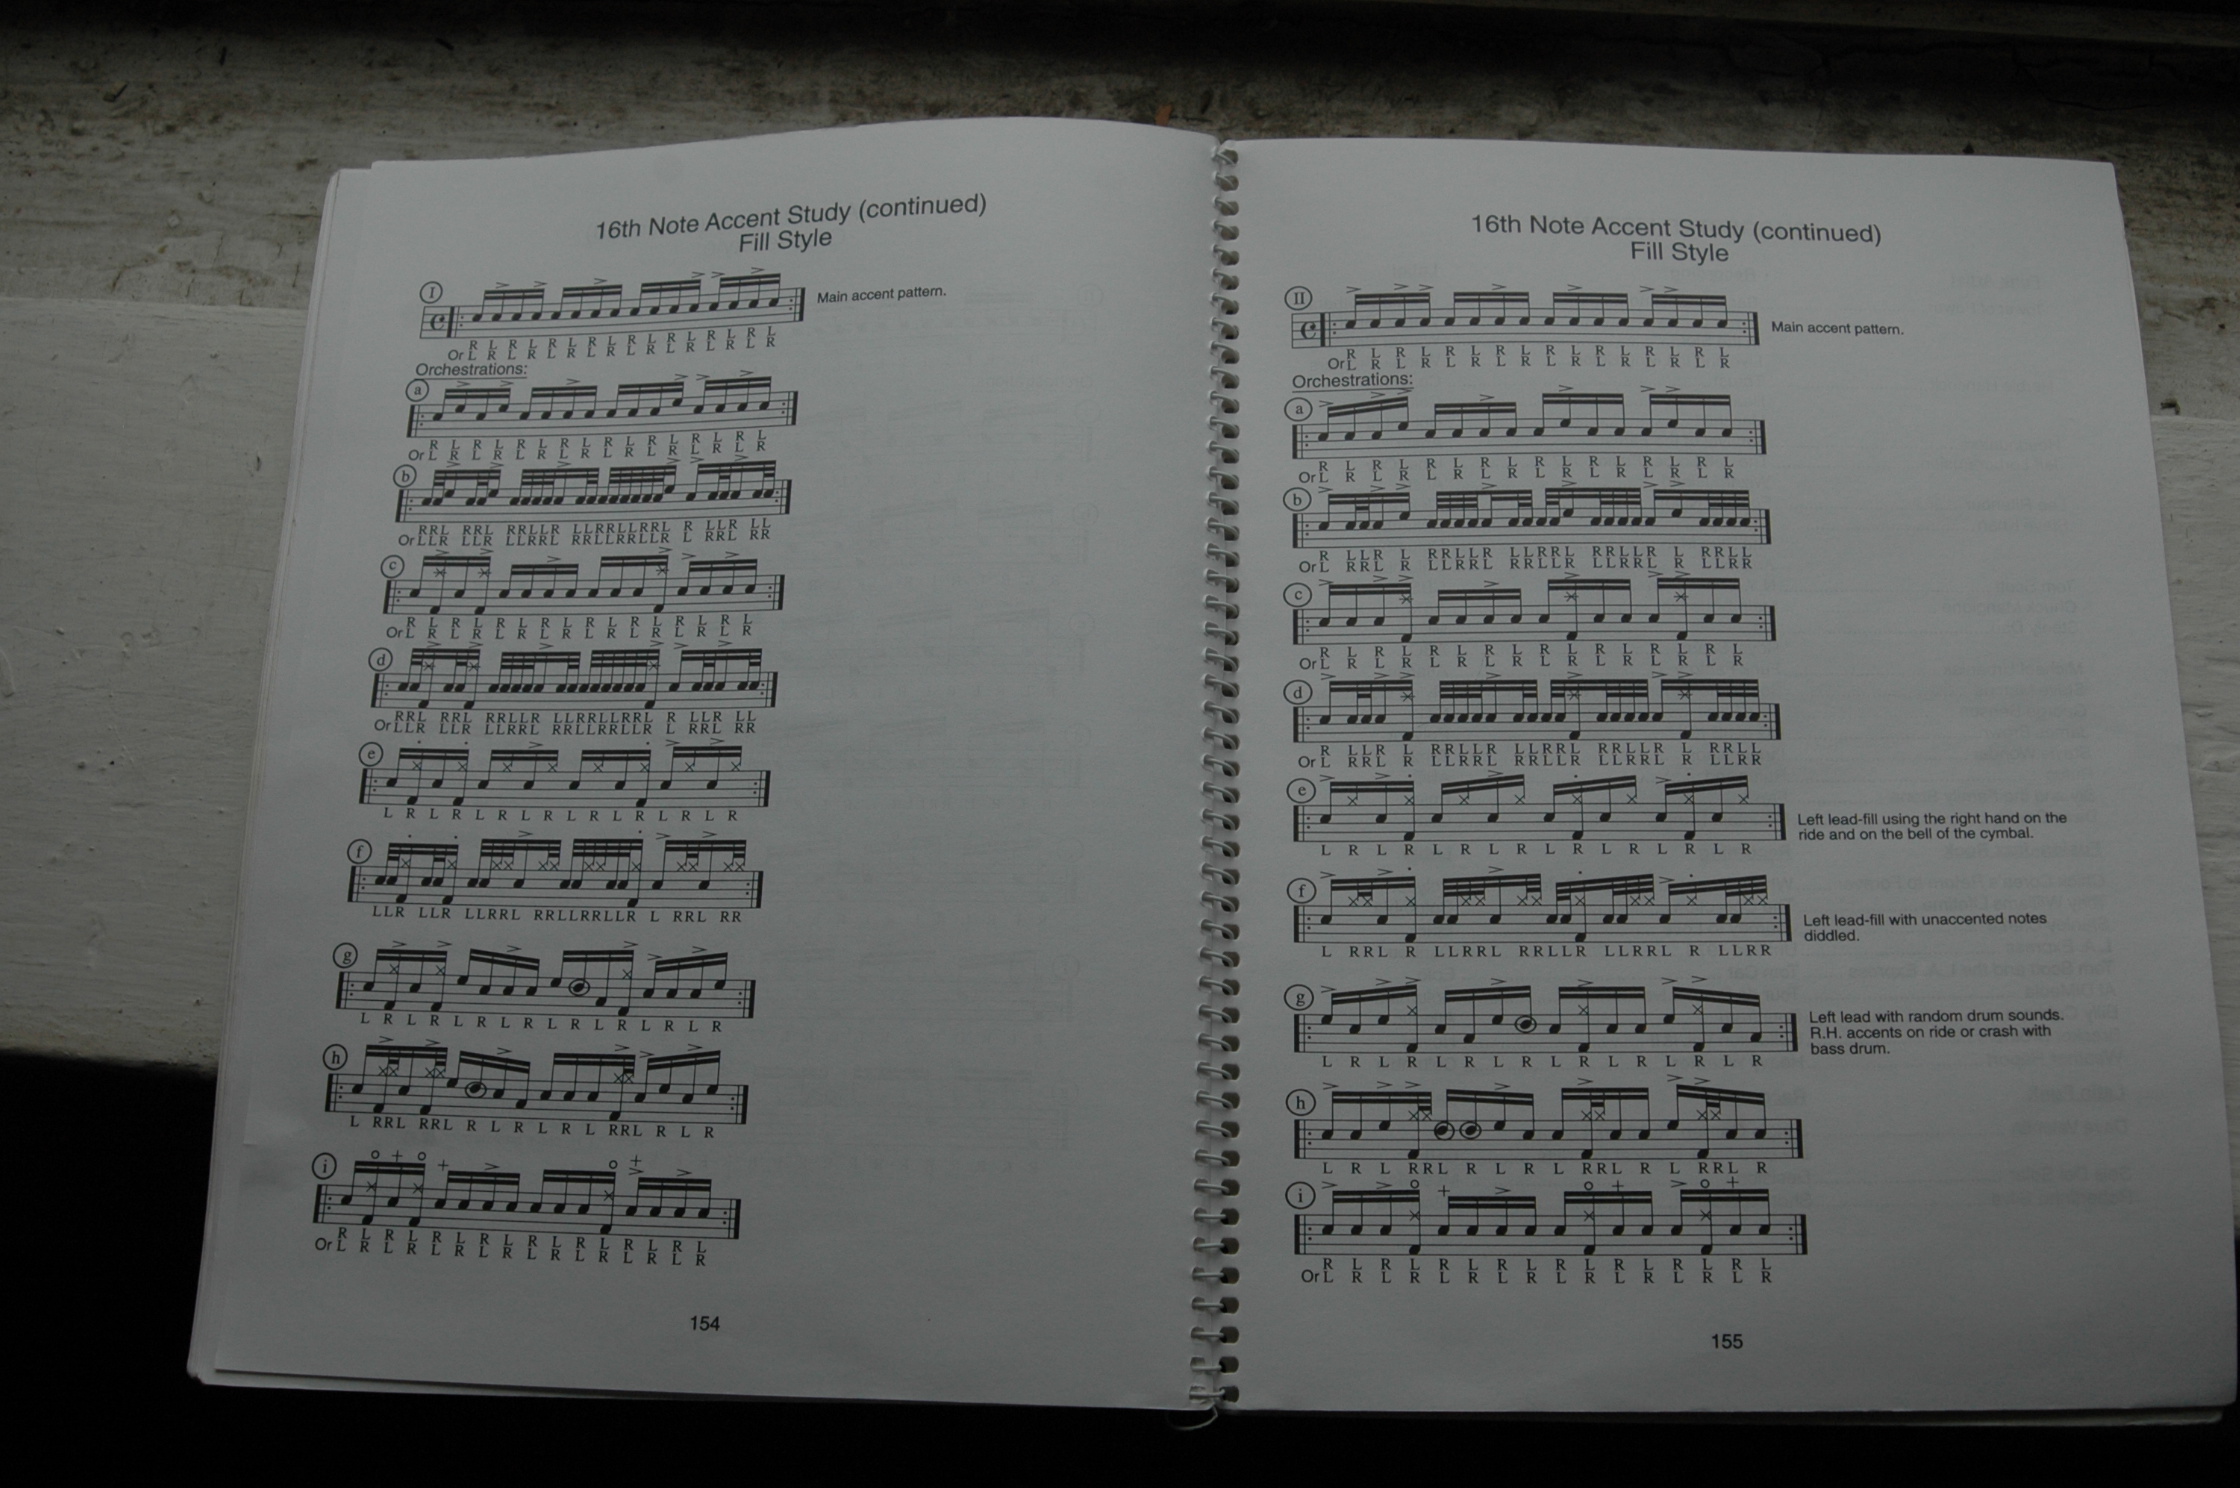 16th Note Accent Study (continued)
Fill Style
I
Main accent pattern.
R L R L R L R L R L R L R L R L
Or L R L R L R L R L R L R L R L R
Orchestrations:
a
R L R L R L R L R L R L R L R L
Or L R L R L R L R L R L R L R L R
b
RRL RRL RRLLR LLRRLLRRL R LLR LL
Or LLR LLR LLRRL RRLLRRLLR L RRL RR
c
R L R L R L R L R L R L R L R L
Or L R L R L R L R L R L R L R L R
d
RRL RRL RRLLR LLRRLLRRL R LLR LL
Or LLR LLR LLRRL RRLLRRLLR L RRL RR
e
L R L R L R L R L R L R L R L R
f
LLR LLR LLRRL RRLLRRLLR L RRL RR
g
L R L R L R L R L R L R L R L R
h
L RRL RRL R L R L R L RRL R L R
i
R L R L R L R L R L R L R L R L
Or L R L R L R L R L R L R L R L R
154
16th Note Accent Study (continued)
Fill Style
II
Main accent pattern.
R L R L R L R L R L R L R L R L
Or L R L R L R L R L R L R L R L R
Orchestrations:
a
R L R L R L R L R L R L R L R L
Or L R L R L R L R L R L R L R L R
b
R LLR L RRLLR LLRRL RRLLR L RRLL
Or L RRL R LLRRL RRLLR LLRRL R LLRR
c
R L R L R L R L R L R L R L R L
Or L R L R L R L R L R L R L R L R
d
R LLR L RRLLR LLRRL RRLLR L RRLL
Or L RRL R LLRRL RRLLR LLRRL R LLRR
e
Left lead-fill using the right hand on the
ride and on the bell of the cymbal.
L R L R L R L R L R L R L R L R
f
Left lead-fill with unaccented notes
diddled.
L RRL R LLRRL RRLLR LLRRL R LLRR
g
Left lead with random drum sounds.
R.H. accents on ride or crash with
bass drum.
L R L R L R L R L R L R L R L R
h
L R L RRL R L R L RRL R L RRL R
i
R L R L R L R L R L R L R L R L
Or L R L R L R L R L R L R L R L R
155